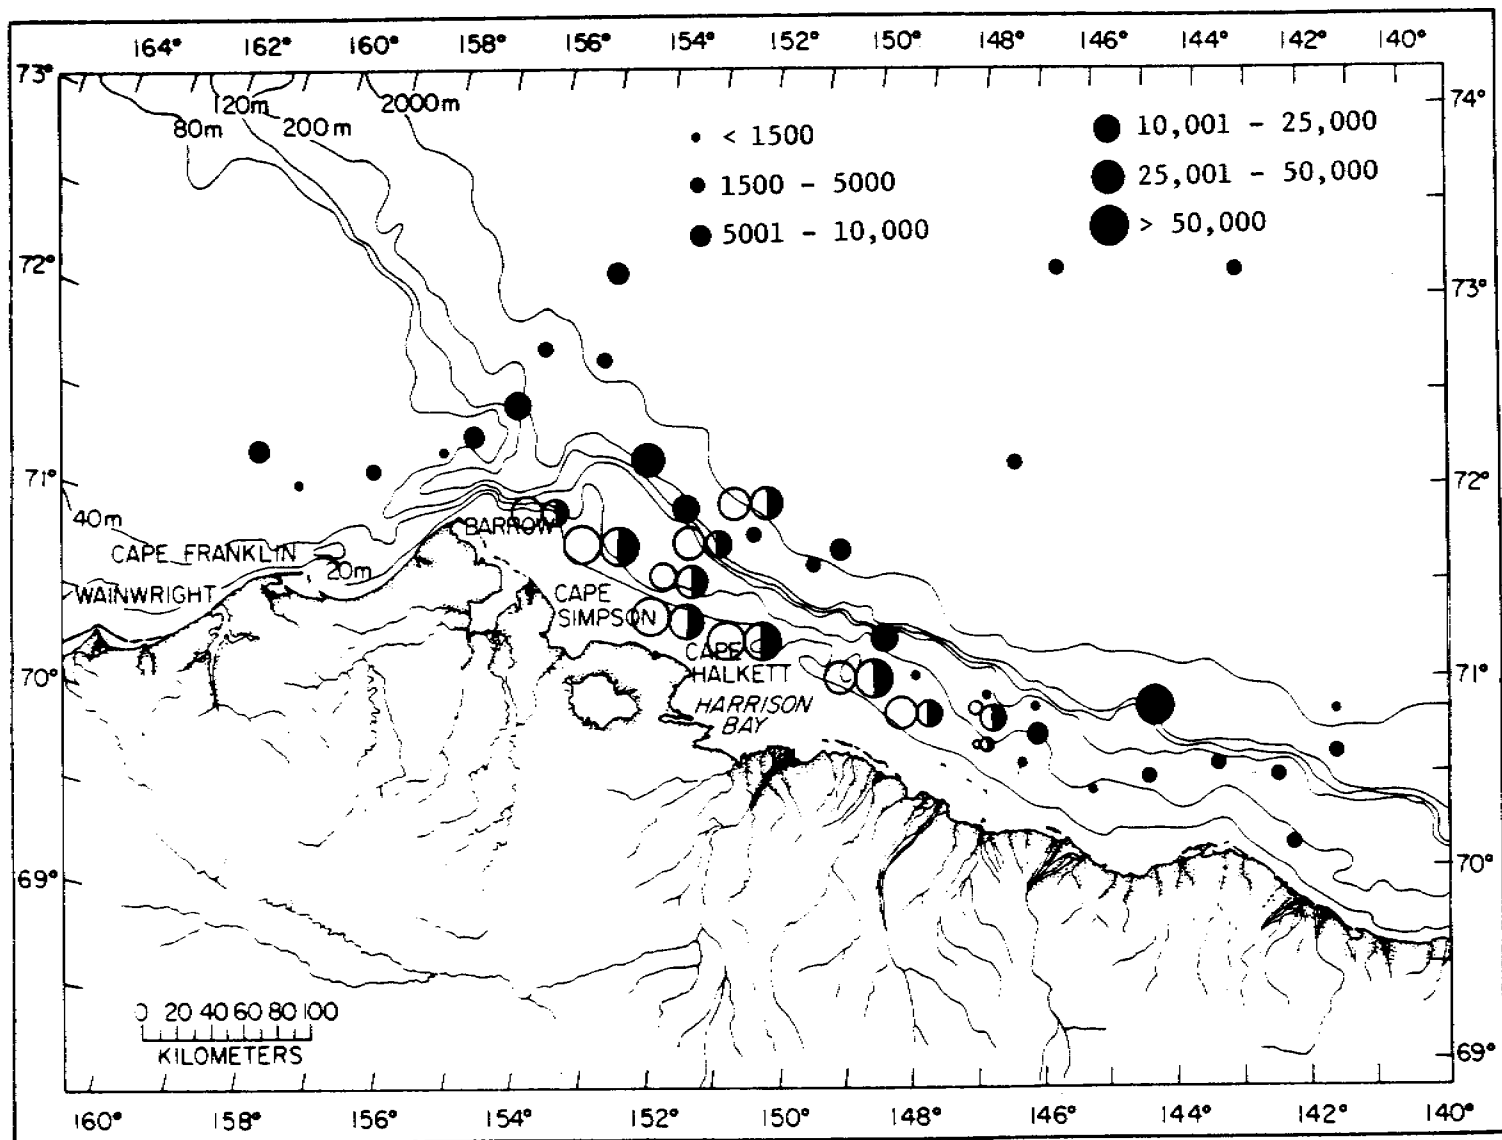 164° 162° 160° 158° 156° 154° 152° 150° 148° 146° 144° 142° 140°
73°
74°
120m
2000m
80m
200m
< 1500
10,001 - 25,000
1500 - 5000
25,001 - 50,000
5001 - 10,000
> 50,000
72°
73°
71°
72°
40m
BARROW
CAPE FRANKLIN
20m
WAINWRIGHT
CAPE
SIMPSON
CAPE
HALKETT
70°
71°
HARRISON
BAY
69°
70°
0 20 40 60 80 100
KILOMETERS
69°
160° 158° 156° 154° 152° 150° 148° 146° 144° 142° 140°